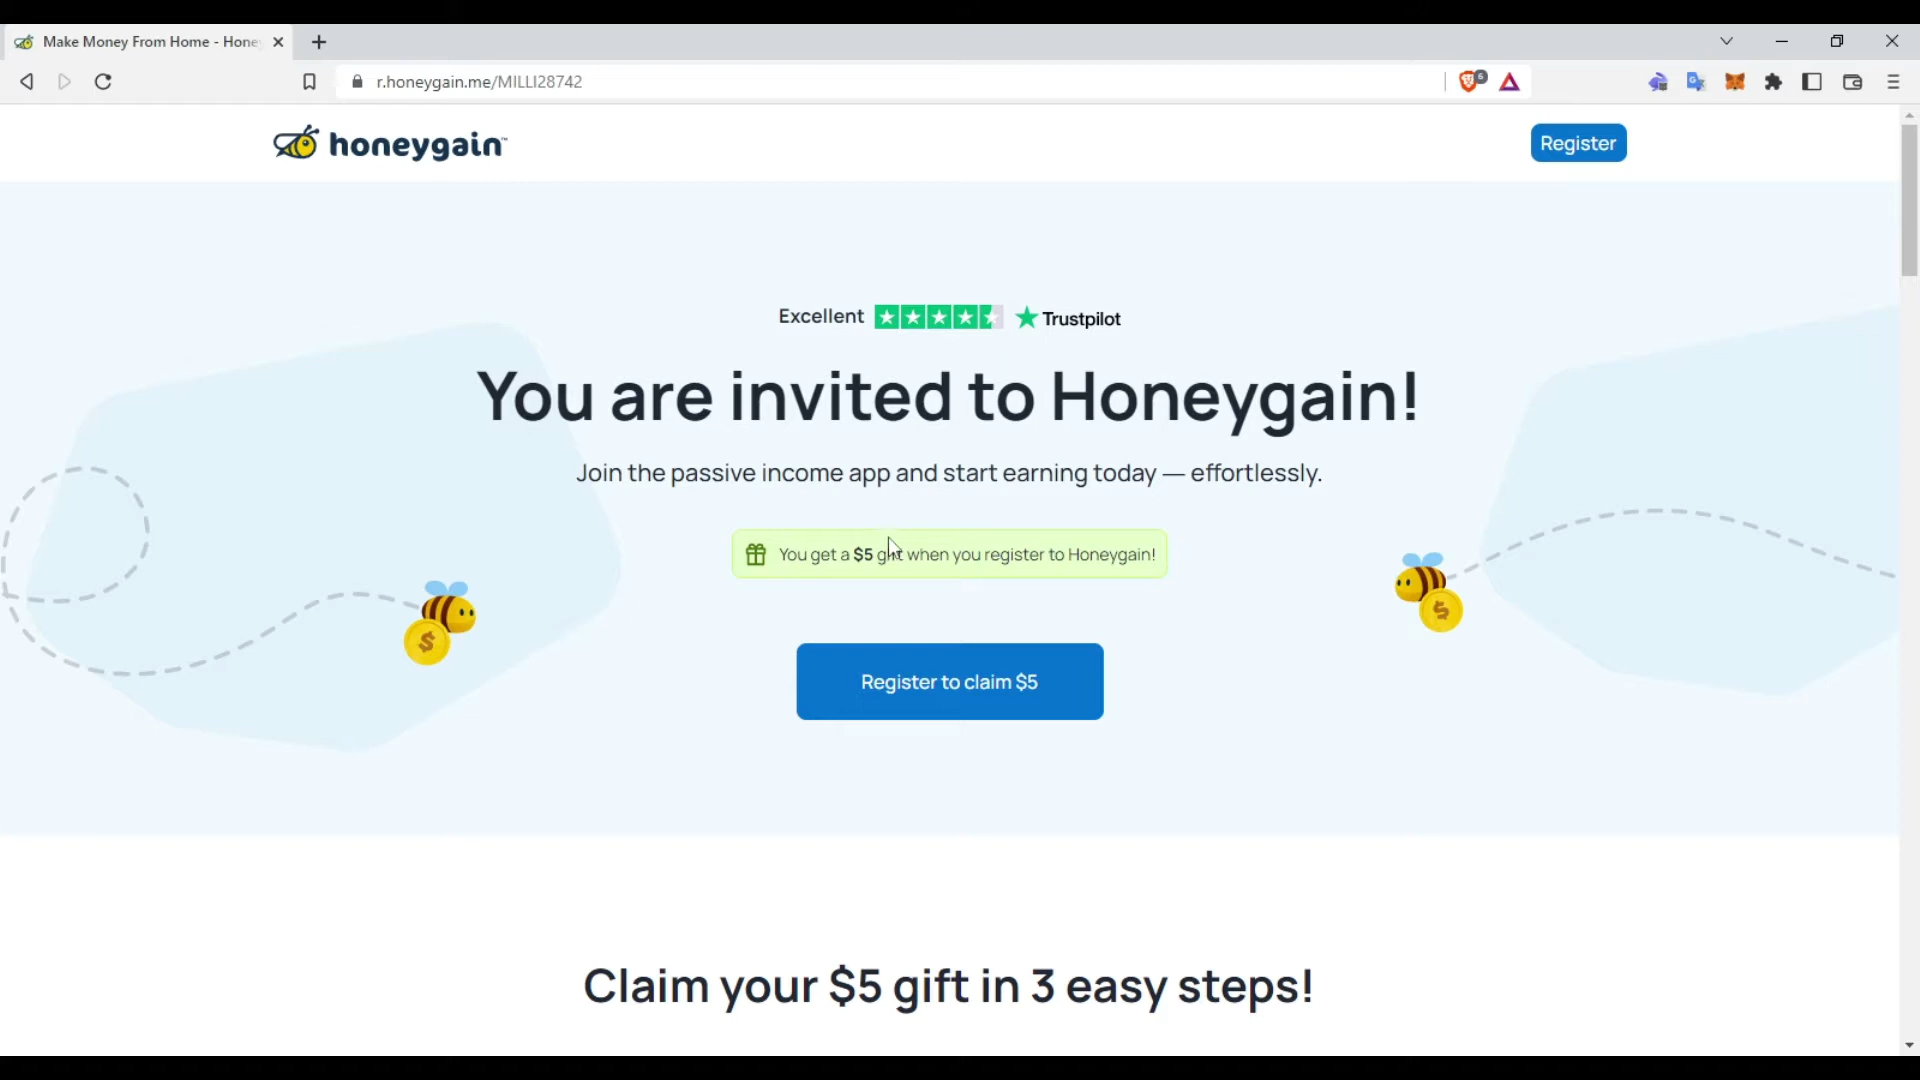 Make Money From Home - Hone
r.honeygain.me/MILLI28742
6
honeygain
Register
Excellent
Trustpilot
You are invited to Honeygain!
Join the passive income app and start earning today — effortlessly.
You get a $5 gift when you register to Honeygain!
$
$
Register to claim $5
Claim your $5 gift in 3 easy steps!